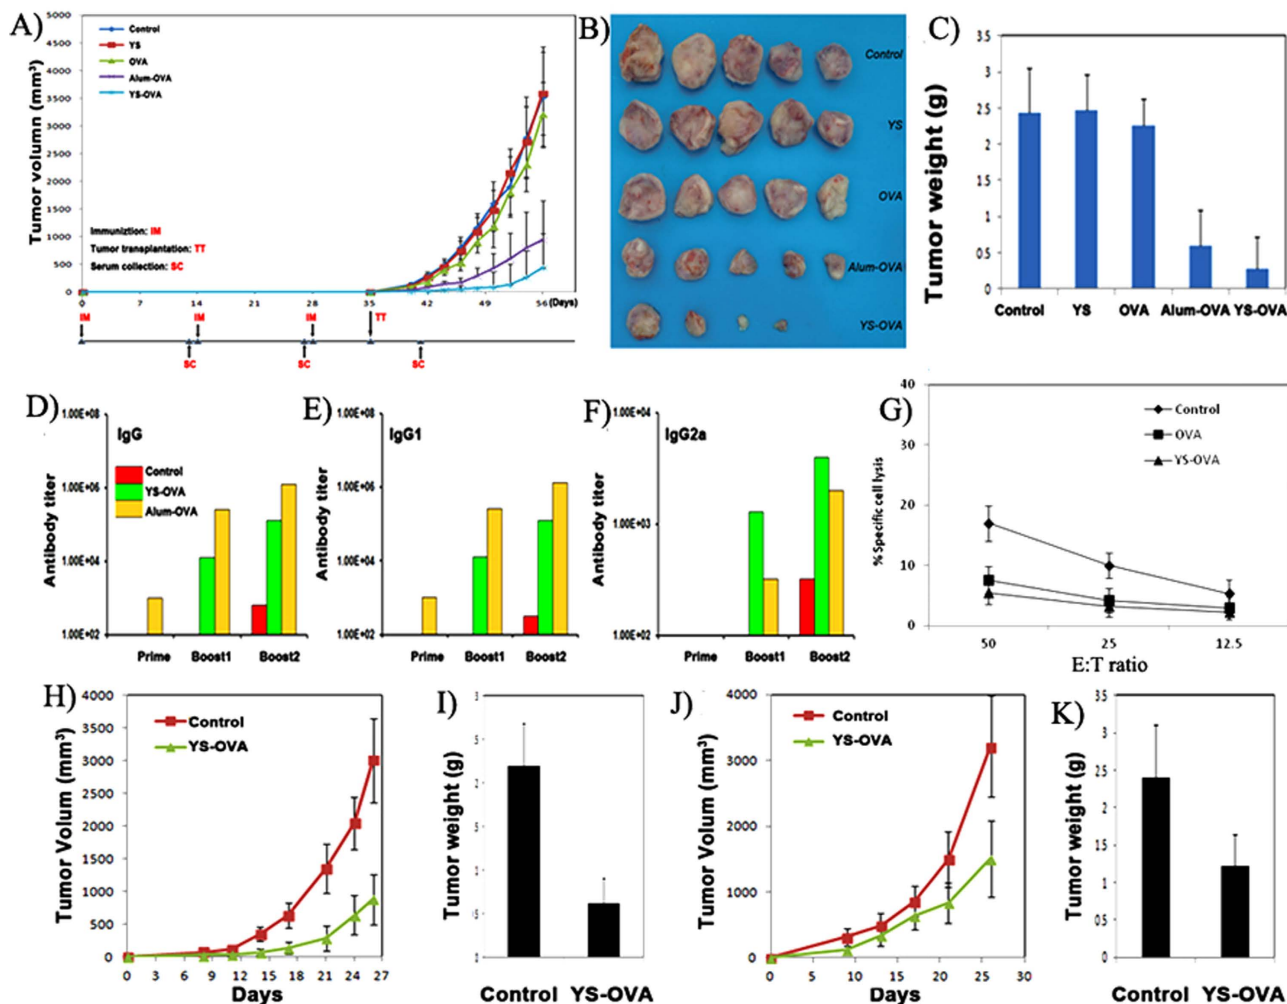 A)
Tumor volumn (mm³)
5000
4500
4000
3500
3000
2500
2000
1500
1000
500
0
Control
YS
OVA
Alum-OVA
YS-OVA
Immuniztion: IM
Tumor transplantation: TT
Serum collection: SC
0 7 14 21 28 35 42 49 56 (Days)
IM IM IM TT
SC SC SC
B)
Control
YS
OVA
Alum-OVA
YS-OVA
C)
Tumor weight (g)
3.5
3
2.5
2
1.5
1
0.5
0
Control YS OVA Alum-OVA YS-OVA
D)
Antibody titer
1.00E+08
1.00E+06
1.00E+04
1.00E+02
IgG
Control
YS-OVA
Alum-OVA
Prime Boost1 Boost2
E)
Antibody titer
1.00E+08
1.00E+06
1.00E+04
1.00E+02
IgG1
Prime Boost1 Boost2
F)
Antibody titer
1.00E+04
1.00E+03
1.00E+02
IgG2a
Prime Boost1 Boost2
G)
% Specific cell lysis
40
30
20
10
0
Control
OVA
YS-OVA
50 25 12.5
E:T ratio
H)
Tumor Volum (mm³)
4000
3500
3000
2500
2000
1500
1000
500
0
Control
YS-OVA
0 3 6 9 12 15 18 21 24 27
Days
I)
Tumor weight (g)
Control YS-OVA
J)
Tumor Volum (mm³)
4000
3000
2000
1000
0
Control
YS-OVA
0 5 10 15 20 25 30
Days
K)
Tumor weight (g)
3.5
3
2.5
2
1.5
1
0.5
0
Control YS-OVA